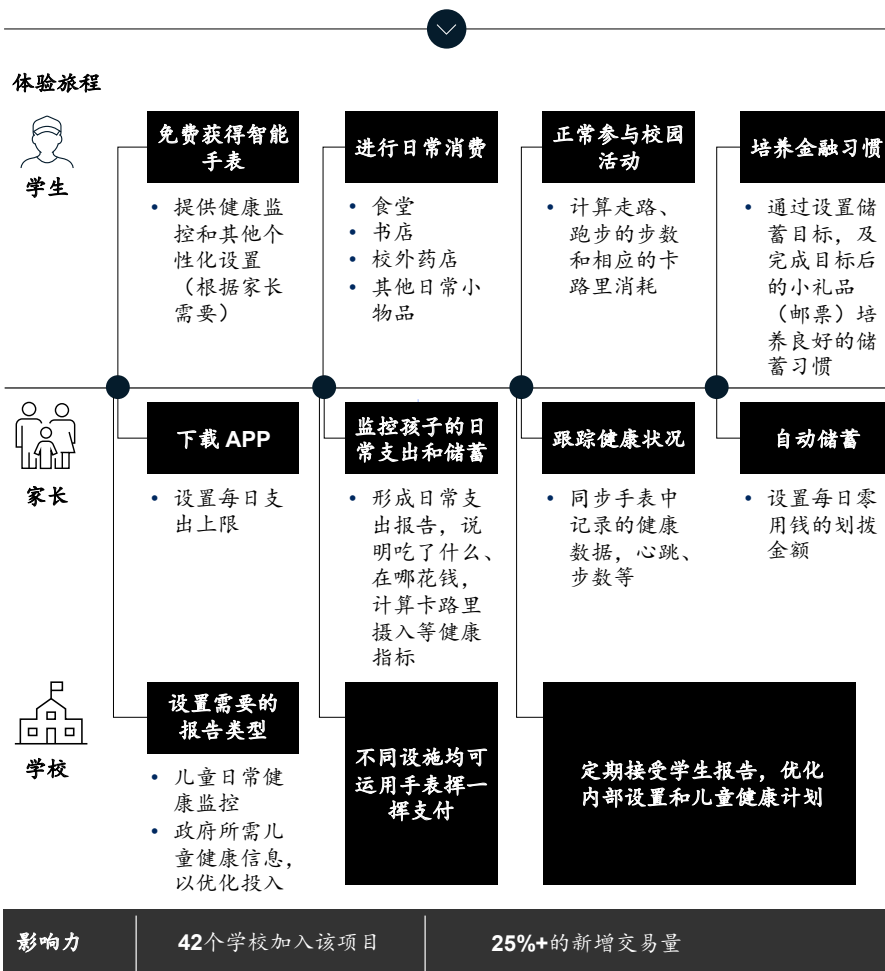 体验旅程
学生
免费获得智能
手表
• 提供健康监
控和其他个
性化设置
（根据家长
需要）
进行日常消费
• 食堂
• 书店
• 校外药店
• 其他日常小
物品
正常参与校园
活动
• 计算走路、
跑步的步数
和相应的卡
路里消耗
培养金融习惯
• 通过设置储
蓄目标，及
完成目标后
的小礼品
（邮票）培
养良好的储
蓄习惯
家长
下载 APP
• 设置每日支
出上限
监控孩子的日
常支出和储蓄
• 形成日常支
出报告，说
明吃了什么、
在哪花钱，
计算卡路里
摄入等健康
指标
跟踪健康状况
• 同步手表中
记录的健康
数据，心跳、
步数等
自动储蓄
• 设置每日零
用钱的划拨
金额
学校
设置需要的
报告类型
• 儿童日常健
康监控
• 政府所需儿
童健康信息，
以优化投入
不同设施均可
运用手表挥一
挥支付
定期接受学生报告，优化
内部设置和儿童健康计划
影响力
42个学校加入该项目
25%+的新增交易量